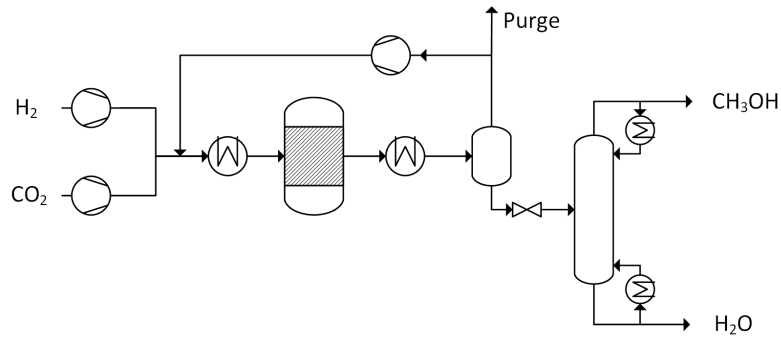 Purge
H₂
CH₃OH
CO₂
H₂O